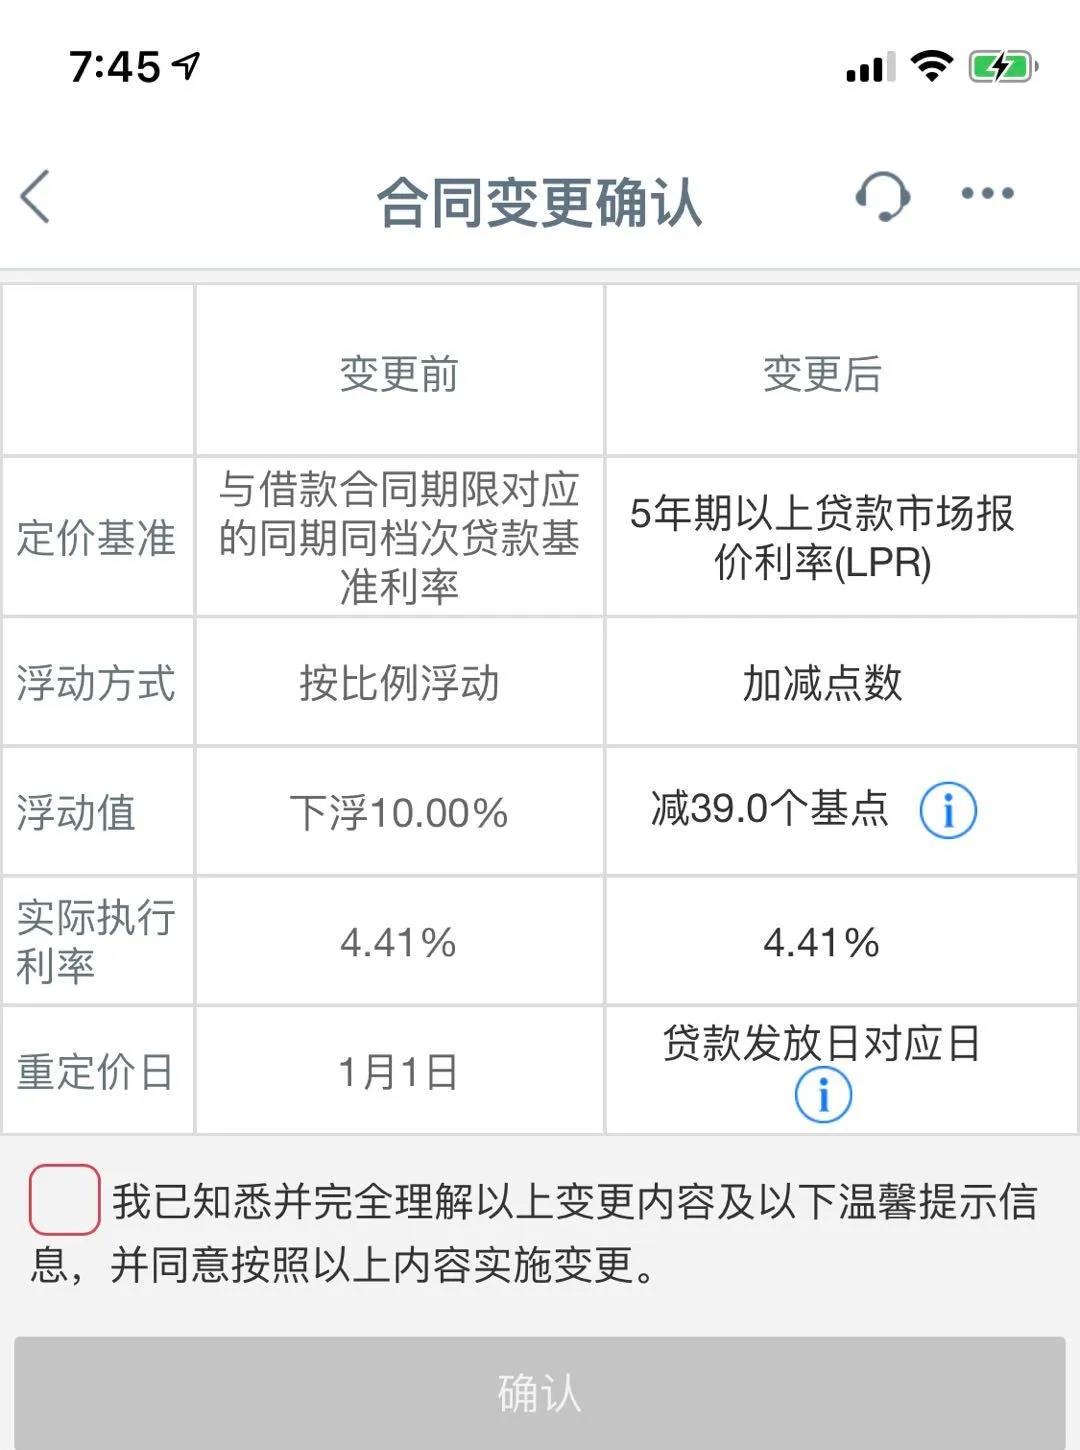 7:45
合同变更确认
变更前
变更后
定价基准
与借款合同期限对应
的同期同档次贷款基
准利率
5年期以上贷款市场报
价利率(LPR)
浮动方式
按比例浮动
加减点数
浮动值
下浮10.00%
减39.0个基点
实际执行
利率
4.41%
4.41%
重定价日
1月1日
贷款发放日对应日
我已知悉并完全理解以上变更内容及以下温馨提示信
息，并同意按照以上内容实施变更。
确认